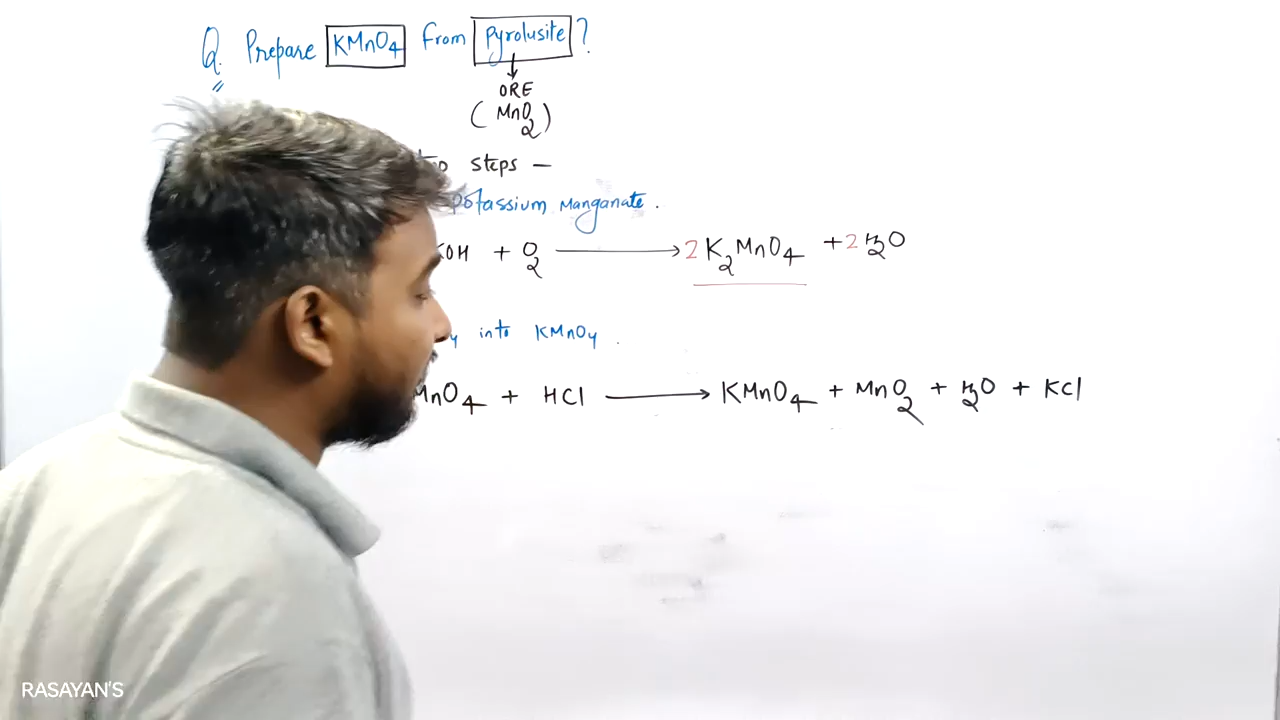 Q. Prepare KMnO4 from Pyrolusite?
ORE
(MnO2)
steps –
potassium Manganate.
KOH + O2 ⟶ 2 K2MnO4 + 2 H2O
into KMnO4.
MnO4 + HCl ⟶ KMnO4 + MnO2 + H2O + KCl
RASAYAN'S